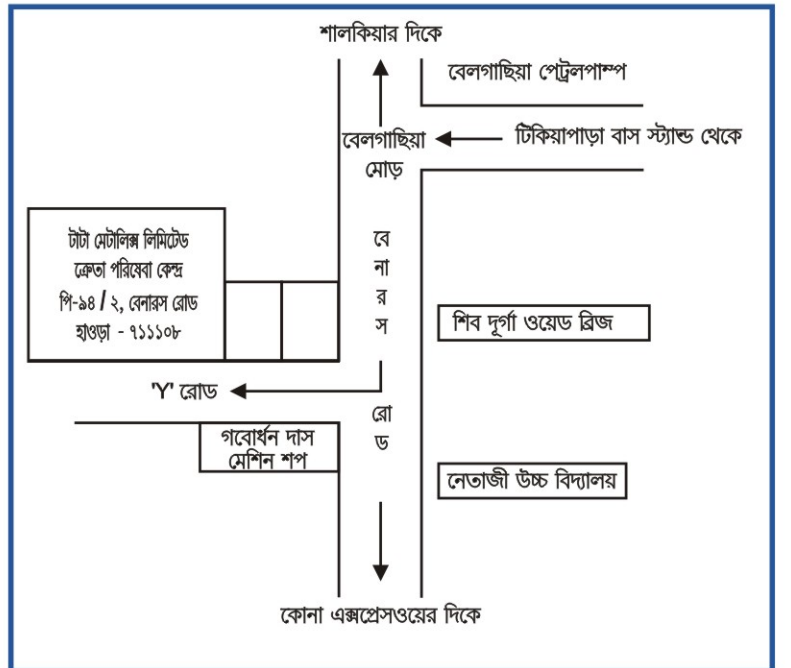 শালকিয়ার দিকে
বেলগাছিয়া পেট্রলপাম্প
বেলগাছিয়া
মোড়
টিকিয়াপাড়া বাস স্ট্যান্ড থেকে
টাটা মেটালিক্স লিমিটেড
ক্রেতা পরিষেবা কেন্দ্র
পি-৯৪ / ২, বেনারস রোড
হাওড়া - ৭১১১০৮
বে
না
র
স
শিব দূর্গা ওয়েড ব্রিজ
'Y' রোড
রো
ড
গবোর্ধন দাস
মেশিন শপ
নেতাজী উচ্চ বিদ্যালয়
কোনা এক্সপ্রেসওয়ের দিকে